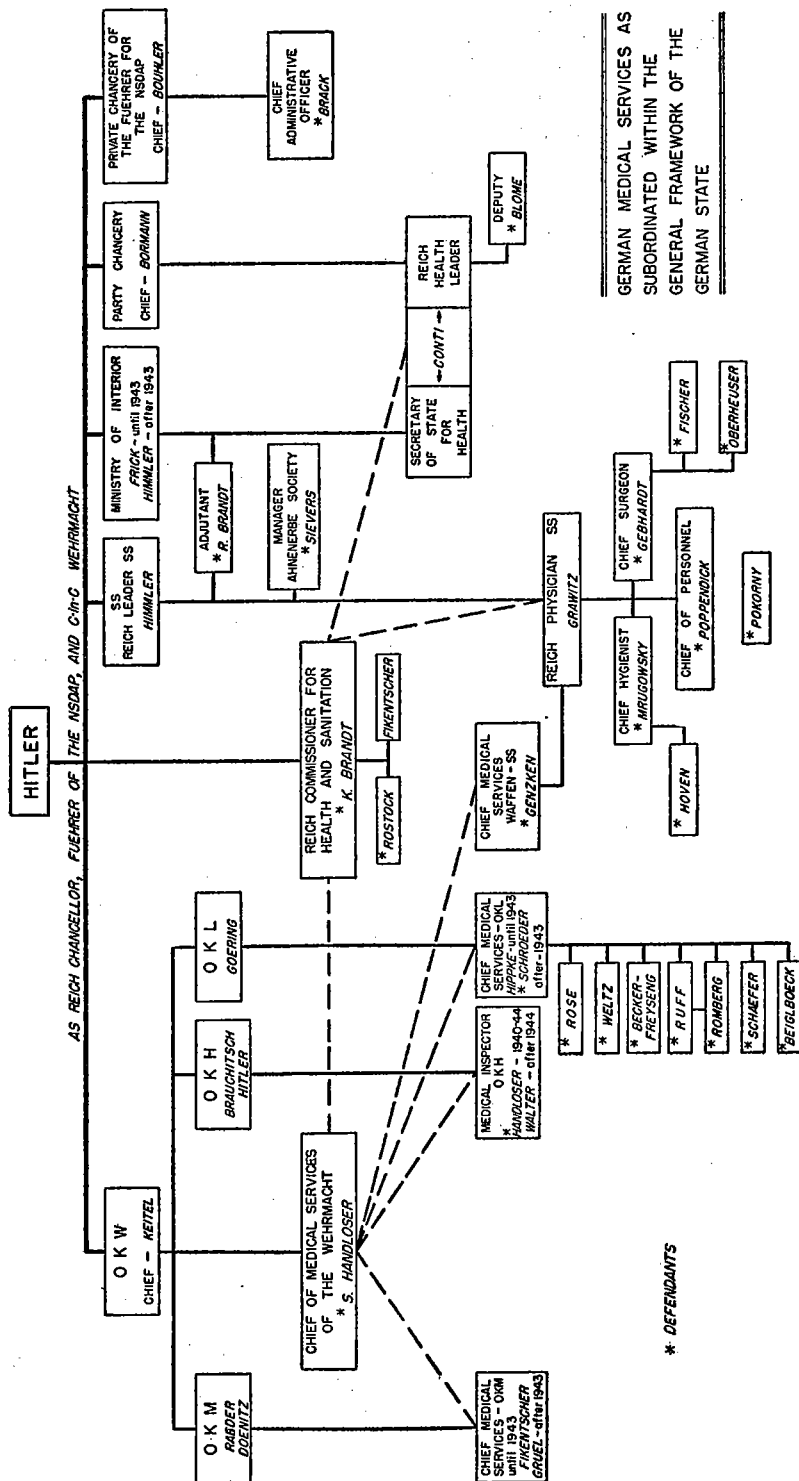 HITLER
AS REICH CHANCELLOR, FUEHRER OF THE NSDAP, AND C-in-C WEHRMACHT
O K W
CHIEF – KEITEL
SS
REICH LEADER SS
HIMMLER
MINISTRY OF INTERIOR
FRICK – until 1943
HIMMLER – after 1943
PARTY CHANCERY
CHIEF – BORMANN
PRIVATE CHANCERY OF
THE FUEHRER FOR
THE NSDAP
CHIEF – BOUHLER
O K M
RABDER
DOENITZ
O K H
BRAUCHITSCH
HITLER
O K L
GOERING
ADJUTANT
* R. BRANDT
MANAGER
AHNENERBE SOCIETY
* SIEVERS
CHIEF
ADMINISTRATIVE
OFFICER
* BRACK
CHIEF OF MEDICAL SERVICES
OF THE WEHRMACHT
* S. HANDLOSER
REICH COMMISSIONER FOR
HEALTH AND SANITATION
* K. BRANDT
* ROSTOCK
FIKENTSCHER
SECRETARY
OF STATE
FOR
HEALTH
←CONTI→
REICH
HEALTH
LEADER
DEPUTY
* BLOME
CHIEF MEDICAL
SERVICES – OKM
until 1943
FIKENTSCHER
GRUEL – after 1943
MEDICAL INSPECTOR
OKH
* HANDLOSER – 1940-44
WALTER – after 1944
CHIEF MEDICAL
SERVICES – OKL
HIPPKE – until 1943
* SCHROEDER
after – 1943
CHIEF MEDICAL
SERVICES
WAFFEN – SS
* GENZKEN
REICH PHYSICIAN SS
GRAWITZ
* ROSE
* WELTZ
* BECKER-
FREYSENG
* RUFF
* ROMBERG
* SCHAEFER
* BEIGLBOECK
CHIEF HYGIENIST
* MRUGOWSKY
CHIEF SURGEON
* GEBHARDT
* HOVEN
CHIEF OF PERSONNEL
* POPPENDICK
* FISCHER
* OBERHEUSER
* POKORNY
* DEFENDANTS
GERMAN MEDICAL SERVICES AS
SUBORDINATED WITHIN THE
GENERAL FRAMEWORK OF THE
GERMAN STATE